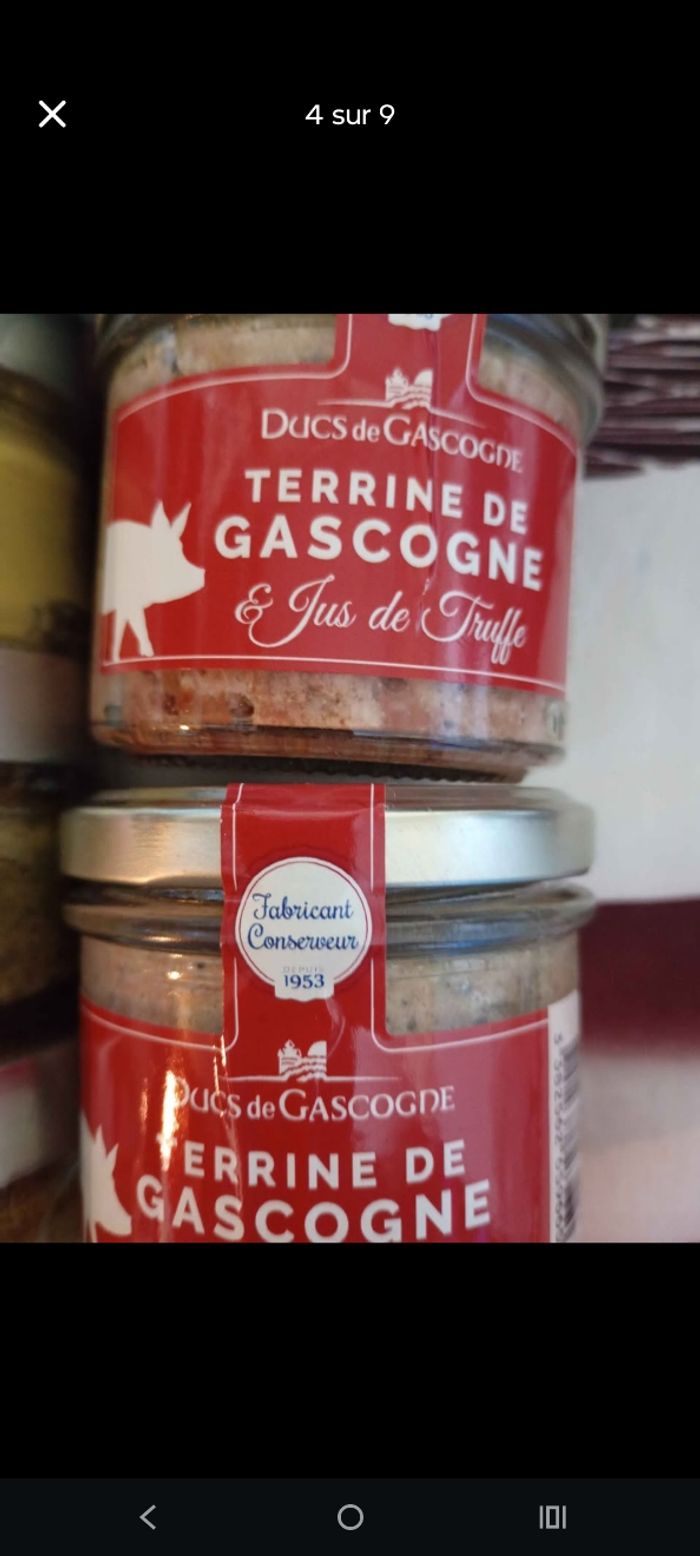 4 sur 9
DUCS de GASCOGNE
TERRINE DE
GASCOGNE
& Jus de Truffe
Fabricant
Conserveur
DEPUIS
1953
DUCS de GASCOGNE
TERRINE DE
GASCOGNE